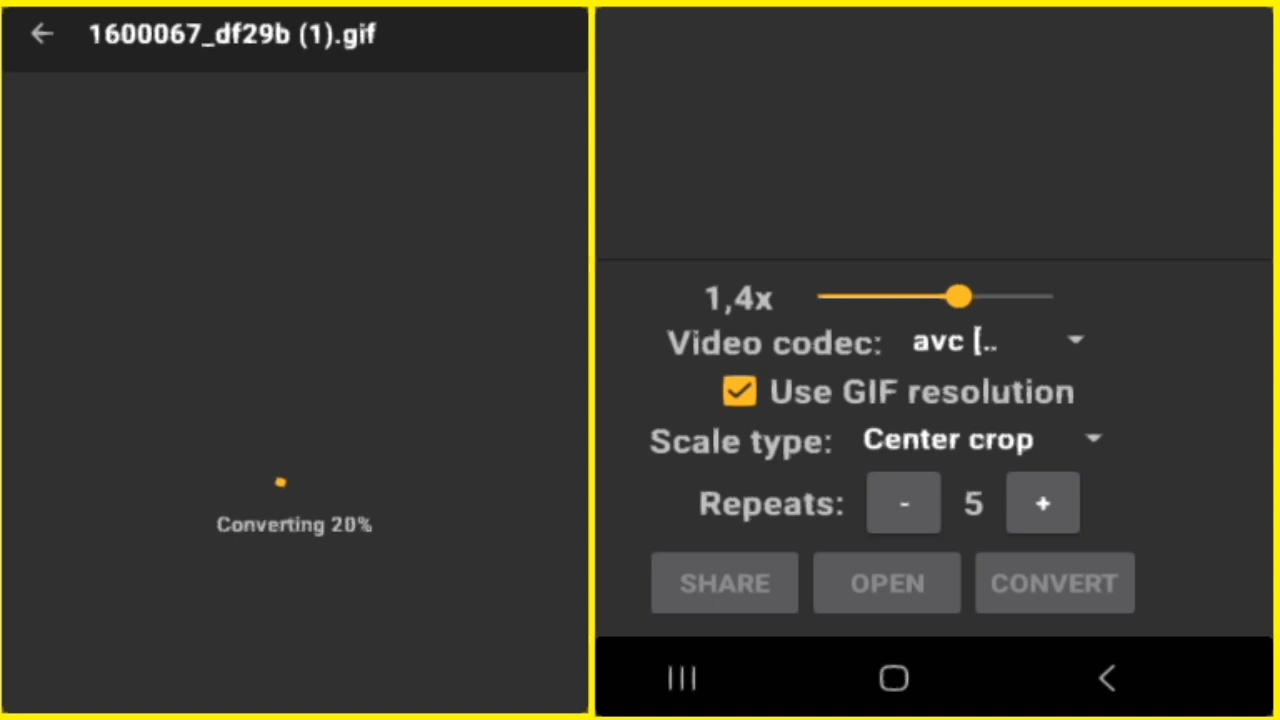 1600067_df29b (1).gif
Converting 20%
1,4x
Video codec: avc [..
Use GIF resolution
Scale type: Center crop
Repeats: - 5 +
SHARE OPEN CONVERT